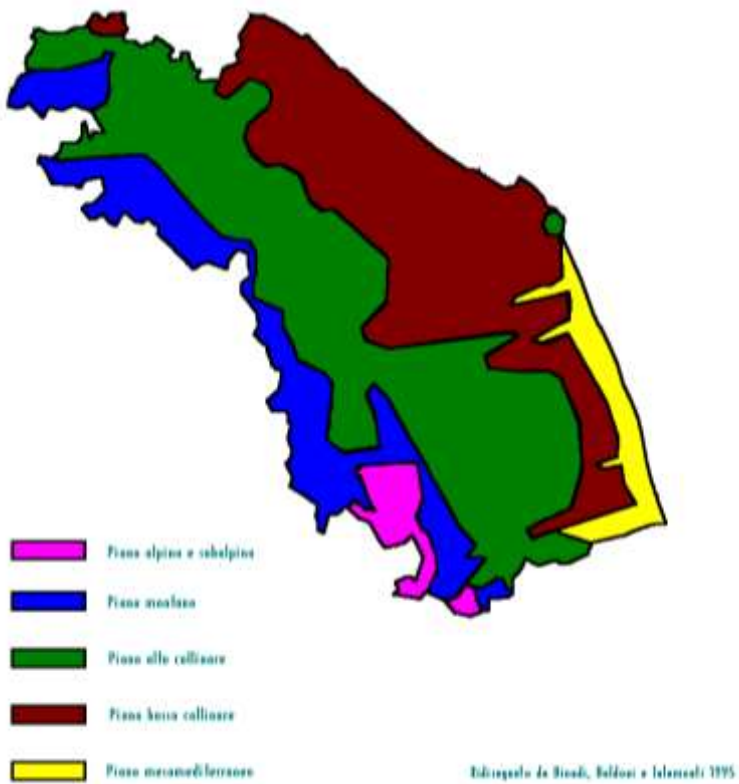 Piano alpino e subalpino
Piano montano
Piano alto collinare
Piano basso collinare
Piano mesomediterraneo
Ridisegnato da Biondi, Baldoni e 1995